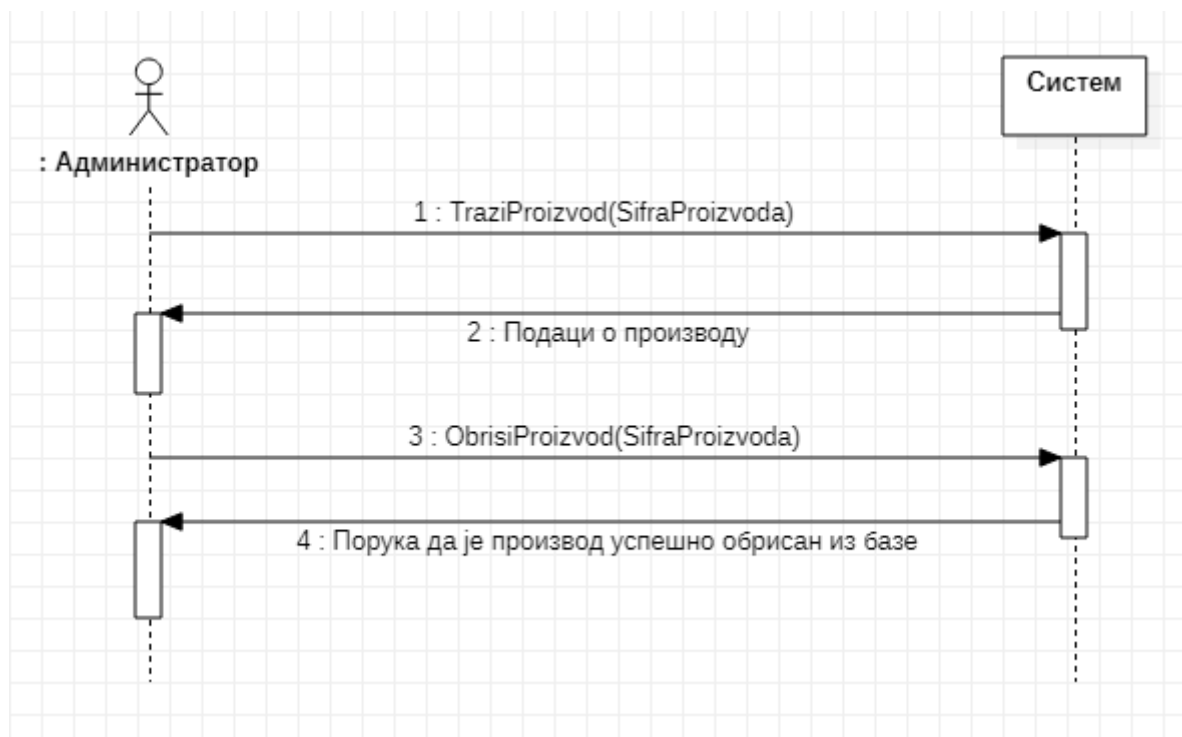 Систем
: Администратор
1 : TraziProizvod(SifraProizvoda)
2 : Подаци о производу
3 : ObrisiProizvod(SifraProizvoda)
4 : Порука да је производ успешно обрисан из базе